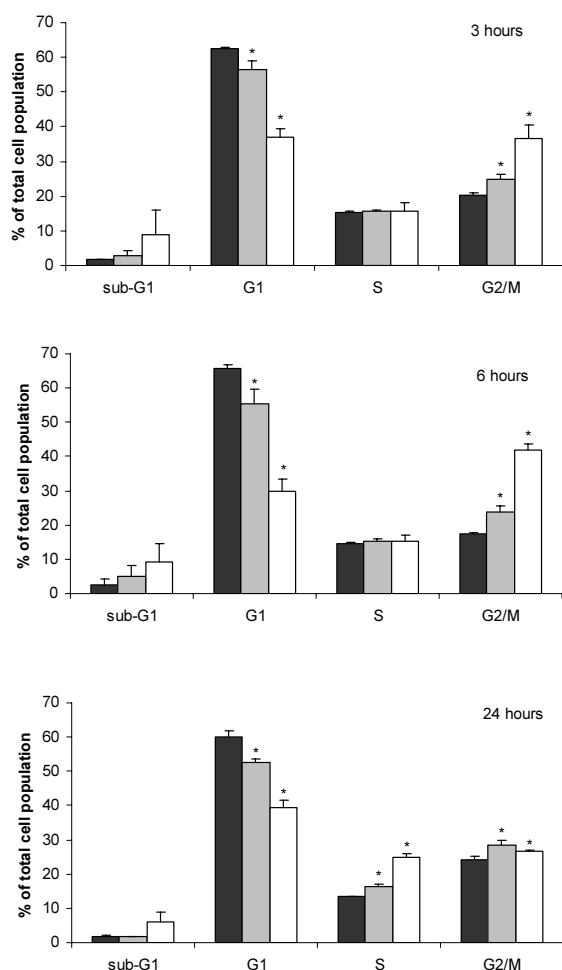 3 hours
% of total cell population
70
60
50
40
30
20
10
0
* * * *
sub-G1 G1 S G2/M
6 hours
% of total cell population
70
60
50
40
30
20
10
0
* * * *
sub-G1 G1 S G2/M
24 hours
% of total cell population
70
60
50
40
30
20
10
0
* * * * * *
sub-G1 G1 S G2/M